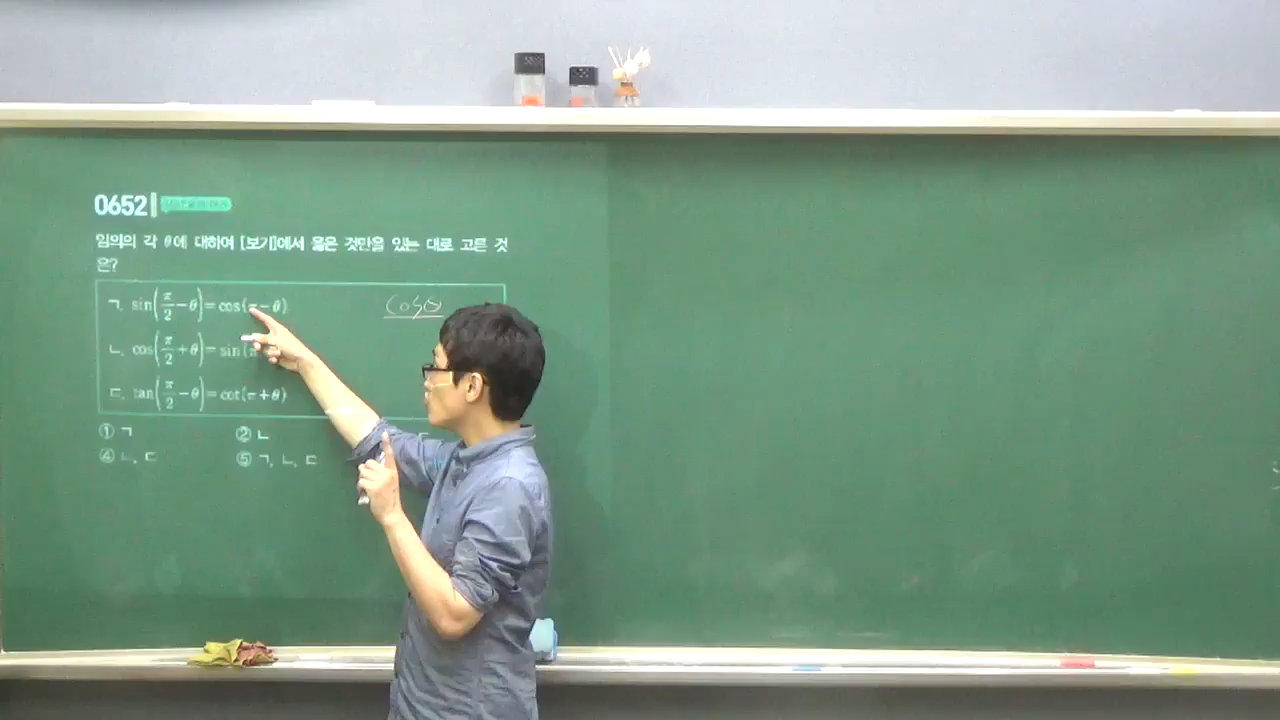 0652
임의의 각 θ에 대하여 [보기]에서 옳은 것만을 있는 대로 고른 것
은?
ㄱ. sin(π/2-θ)=cos(π-θ) cosθ
ㄴ. cos(π/2+θ)=sin(π
ㄷ. tan(π/2-θ)=cot(π+θ)
① ㄱ ② ㄴ
④ ㄴ, ㄷ ⑤ ㄱ, ㄴ, ㄷ